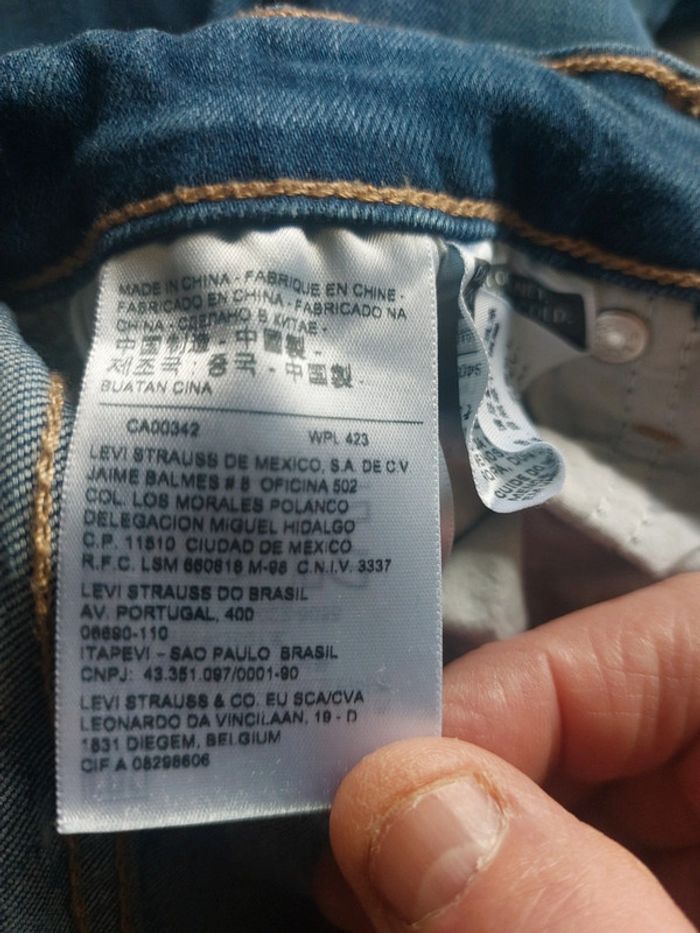 MADE IN CHINA - FABRIQUE EN CHINE -
FABRICADO EN CHINA - FABRICADO NA
CHINA - СДЕЛАНО В КИТАЕ -
中国制造 - 中國製 -
제조국 : 중국 - 中國製 -
BUATAN CINA
CA00342 WPL 423
LEVI STRAUSS DE MEXICO, S.A. DE C.V
JAIME BALMES # 8 OFICINA 502
COL. LOS MORALES POLANCO
DELEGACION MIGUEL HIDALGO
C.P. 11510 CIUDAD DE MEXICO
R.F.C. LSM 860818 M-98 C.N.I.V. 3337
LEVI STRAUSS DO BRASIL
AV. PORTUGAL, 400
06690-110
ITAPEVI - SAO PAULO BRASIL
CNPJ: 43.351.097/0001-90
LEVI STRAUSS & CO. EU SCA/CVA
LEONARDO DA VINCILAAN, 19 - D
1831 DIEGEM, BELGIUM
CIF A 08298606